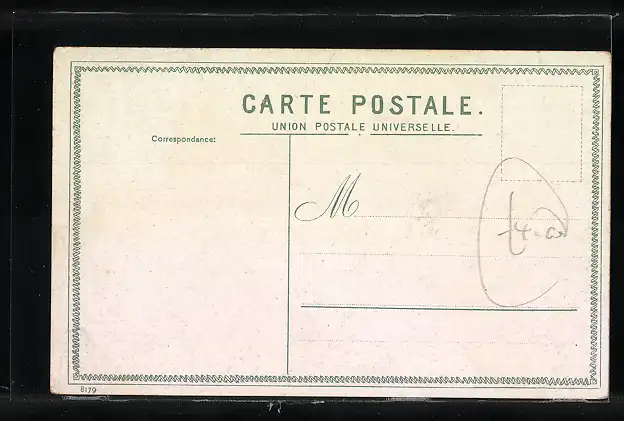 CARTE POSTALE.
UNION POSTALE UNIVERSELLE.
Correspondance:
M
8179